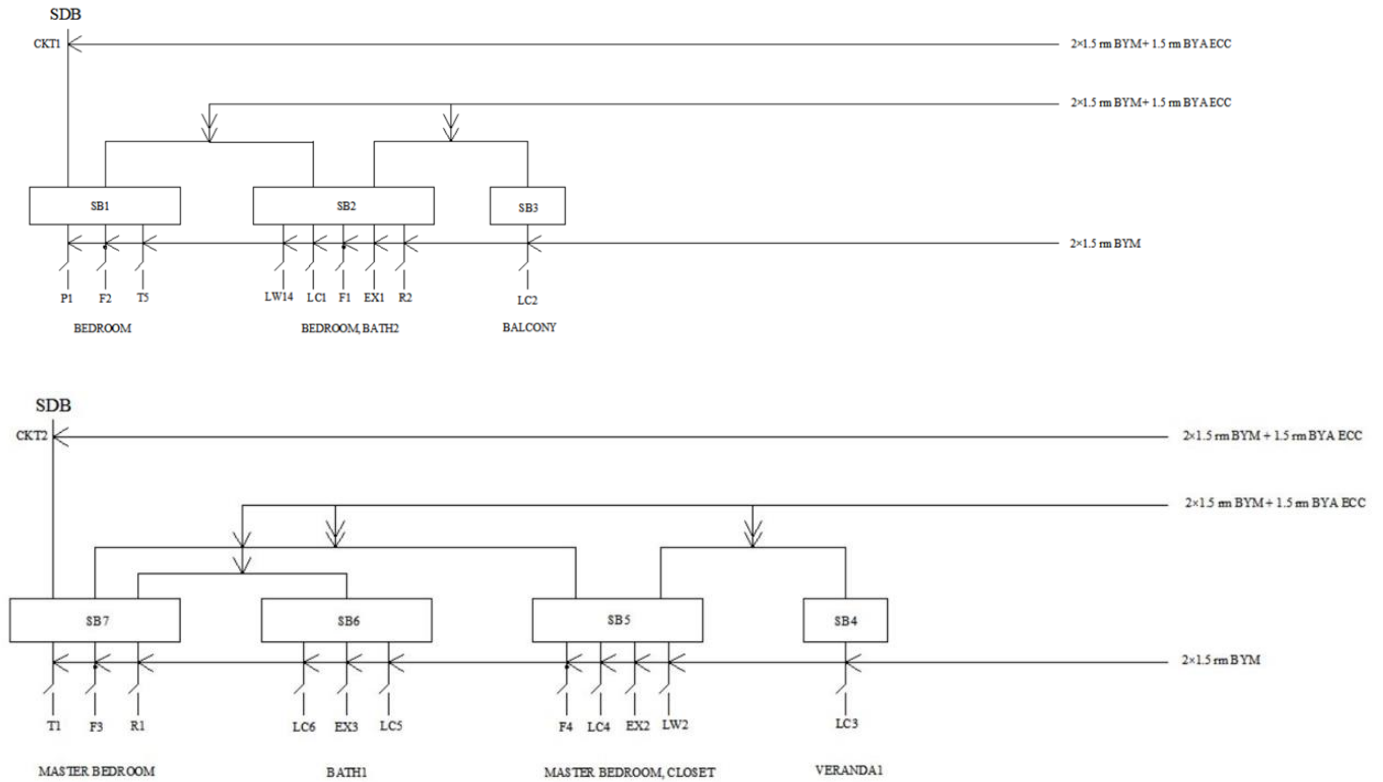 SDB
CKT1
2×1.5 rm BYM+ 1.5 rm BYA ECC
2×1.5 rm BYM+ 1.5 rm BYA ECC
SB1 SB2 SB3
2×1.5 rm BYM
P1 F2 T5 LW14 LC1 F1 EX1 R2 LC2
BEDROOM BEDROOM, BATH2 BALCONY
SDB
CKT2
2×1.5 rm BYM + 1.5 rm BYA ECC
2×1.5 rm BYM + 1.5 rm BYA ECC
SB7 SB6 SB5 SB4
2×1.5 rm BYM
T1 F3 R1 LC6 EX3 LC5 F4 LC4 EX2 LW2 LC3
MASTER BEDROOM BATH1 MASTER BEDROOM, CLOSET VERANDA1